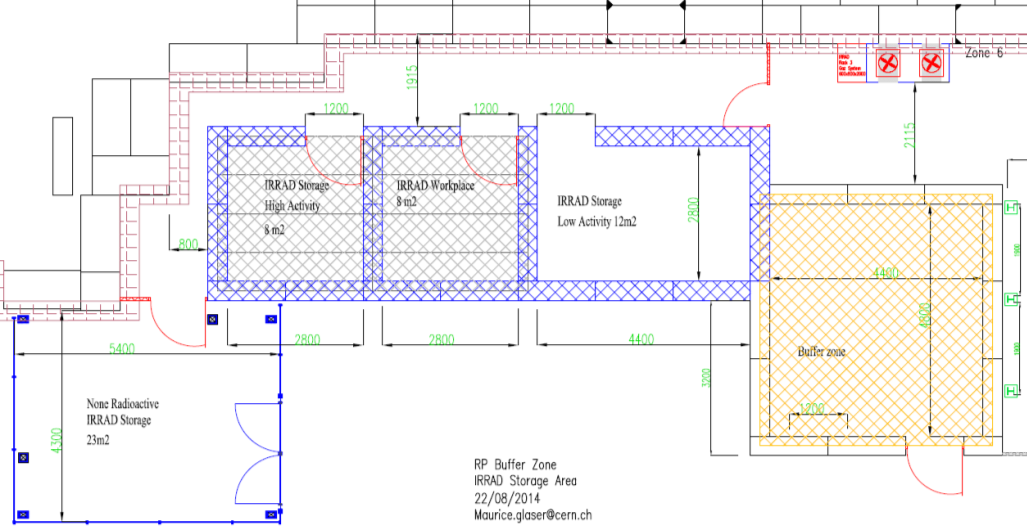 Zone 6
1915
1200
1200
1200
2115
IRRAD Storage
High Activity
8 m2
IRRAD Workplace
8 m2
IRRAD Storage
Low Activity 12m2
2800
800
4400
4800
5400
2800
2800
4400
3200
Buffer zone
1200
None Radioactive
IRRAD Storage
23m2
4300
RP Buffer Zone
IRRAD Storage Area
22/08/2014
Maurice.glaser@cern.ch